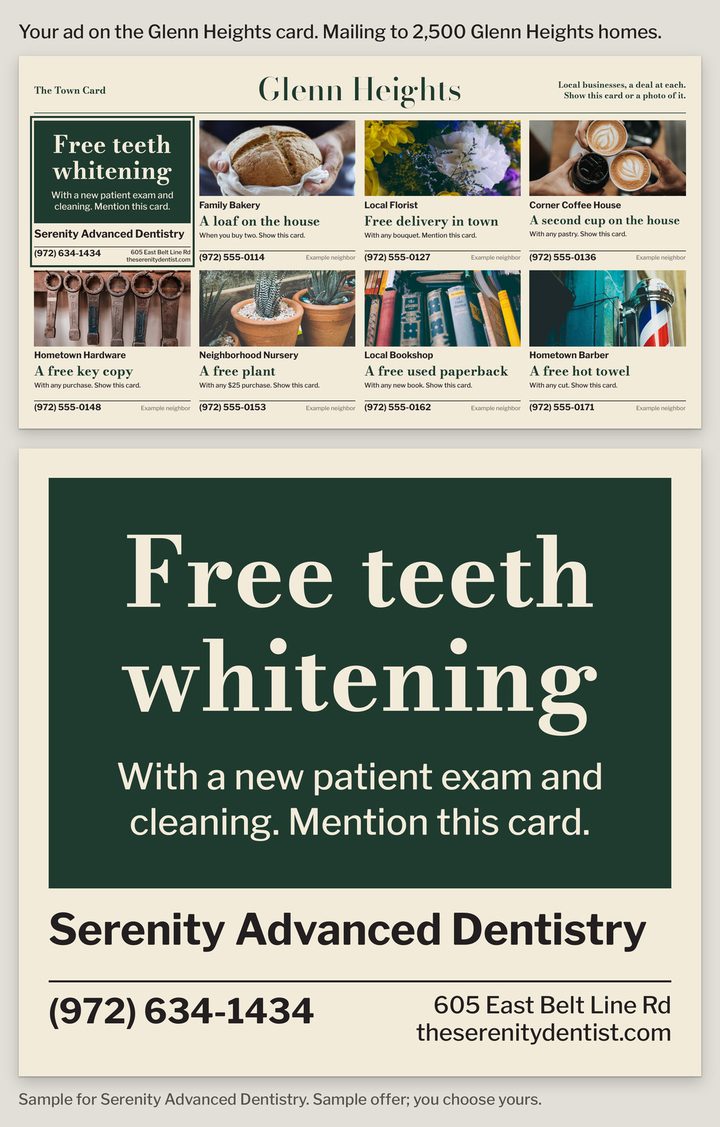 Your ad on the Glenn Heights card. Mailing to 2,500 Glenn Heights homes.
The Town Card
Glenn Heights
Local businesses, a deal at each.
Show this card or a photo of it.
Free teeth
whitening
With a new patient exam and
cleaning. Mention this card.
Serenity Advanced Dentistry
(972) 634-1434
605 East Belt Line Rd
theserenitydentist.com
Family Bakery
A loaf on the house
When you buy two. Show this card.
(972) 555-0114
Example neighbor
Local Florist
Free delivery in town
With any bouquet. Mention this card.
(972) 555-0127
Example neighbor
Corner Coffee House
A second cup on the house
With any pastry. Show this card.
(972) 555-0136
Example neighbor
Hometown Hardware
A free key copy
With any purchase. Show this card.
(972) 555-0148
Example neighbor
Neighborhood Nursery
A free plant
With any $25 purchase. Show this card.
(972) 555-0153
Example neighbor
Local Bookshop
A free used paperback
With any new book. Show this card.
(972) 555-0162
Example neighbor
Hometown Barber
A free hot towel
With any cut. Show this card.
(972) 555-0171
Example neighbor
Free teeth
whitening
With a new patient exam and
cleaning. Mention this card.
Serenity Advanced Dentistry
(972) 634-1434
605 East Belt Line Rd
theserenitydentist.com
Sample for Serenity Advanced Dentistry. Sample offer; you choose yours.